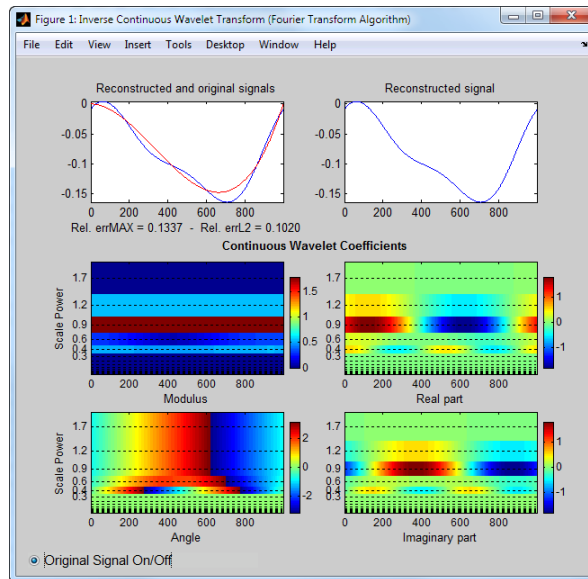 Figure 1: Inverse Continuous Wavelet Transform (Fourier Transform Algorithm)
File Edit View Insert Tools Desktop Window Help
Reconstructed and original signals
0
-0.05
-0.1
-0.15
0 200 400 600 800
Rel. errMAX = 0.1337 - Rel. errL2 = 0.1020
Reconstructed signal
0
-0.05
-0.1
-0.15
0 200 400 600 800
Continuous Wavelet Coefficients
Scale Power
1.7
1.2
0.9
0.6
0.4
0.3
0 200 400 600 800
Modulus
1.5
1
0.5
0
1.7
1.2
0.9
0.6
0.4
0.3
0 200 400 600 800
Real part
1
0
-1
Scale Power
1.7
1.2
0.9
0.6
0.4
0.3
0 200 400 600 800
Angle
2
0
-2
1.7
1.2
0.9
0.6
0.4
0.3
0 200 400 600 800
Imaginary part
1
0
-1
Original Signal On/Off